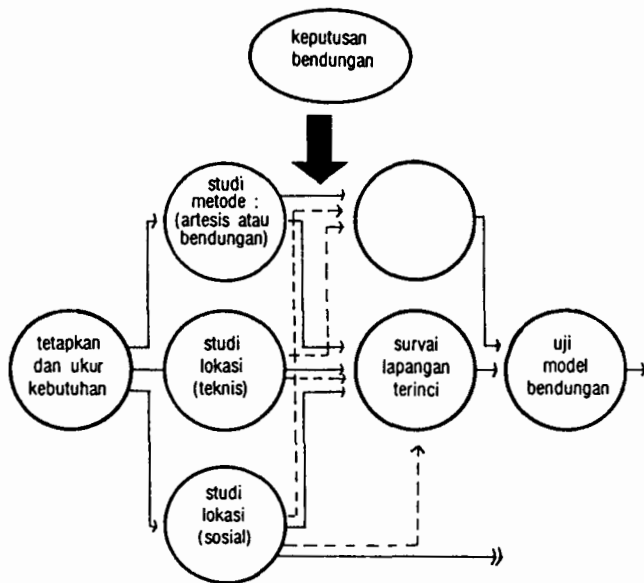 keputusan
bendungan
studi
metode :
(artesis atau
bendungan)
tetapkan
dan ukur
kebutuhan
studi
lokasi
(teknis)
survai
lapangan
terinci
uji
model
bendungan
studi
lokasi
(sosial)